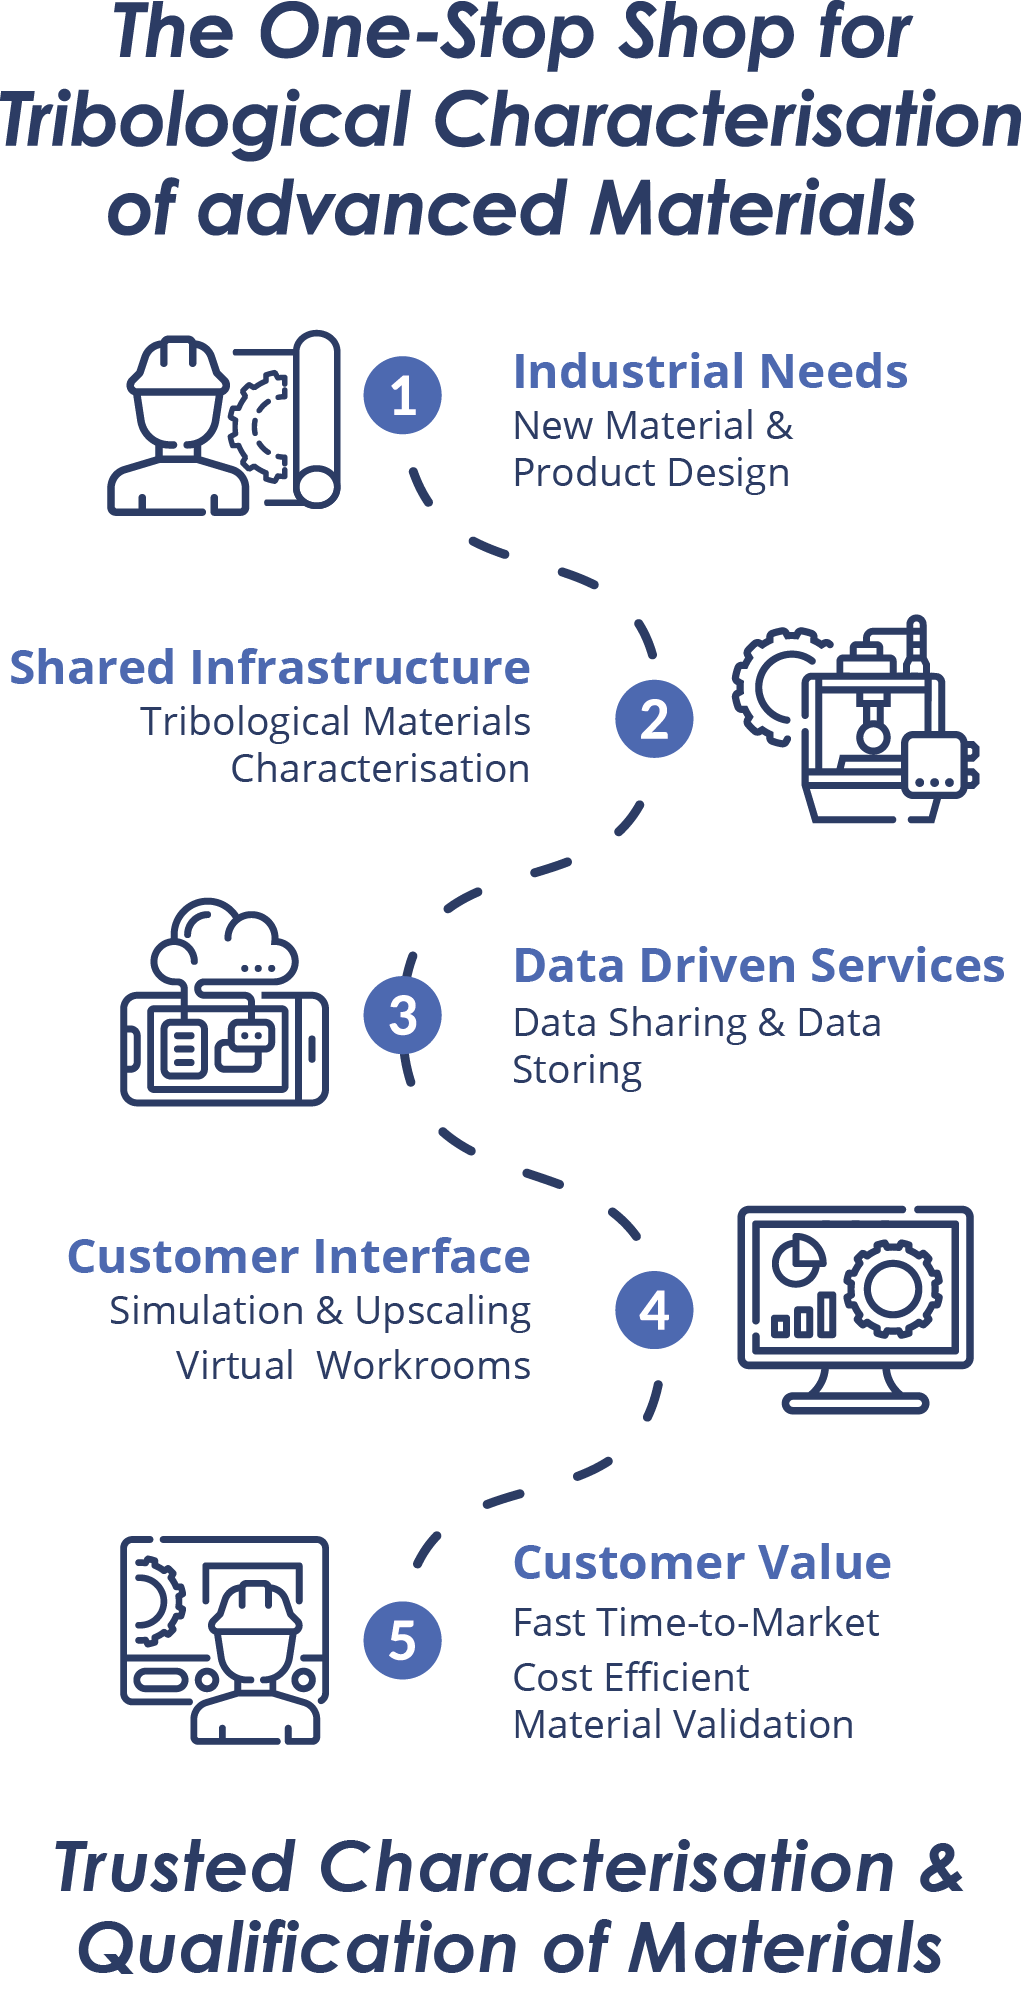 The One-Stop Shop for
Tribological Characterisation
of advanced Materials
1
Industrial Needs
New Material &
Product Design
Shared Infrastructure
Tribological Materials
Characterisation
2
3
Data Driven Services
Data Sharing & Data
Storing
Customer Interface
Simulation & Upscaling
Virtual  Workrooms
4
5
Customer Value
Fast Time-to-Market
Cost Efficient
Material Validation
Trusted Characterisation &
Qualification of Materials